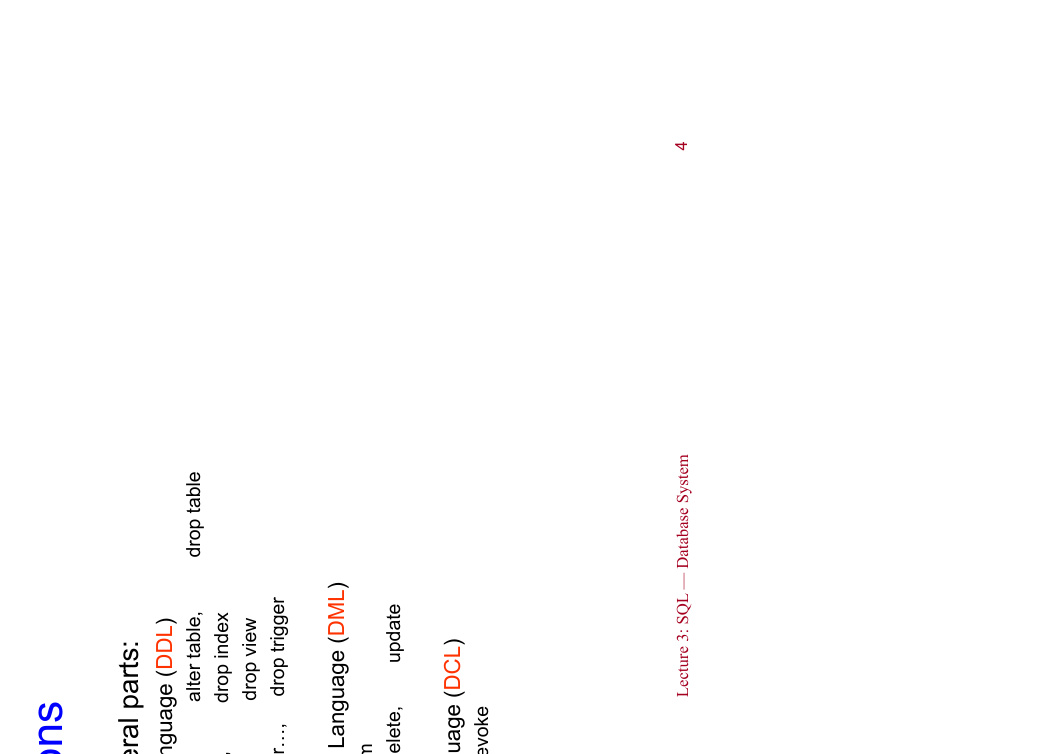 ons
eral parts:
nguage (DDL)
alter table, drop table
, drop index
drop view
r…, drop trigger
Language (DML)
m
elete, update
uage (DCL)
evoke
Lecture 3: SQL — Database System 4